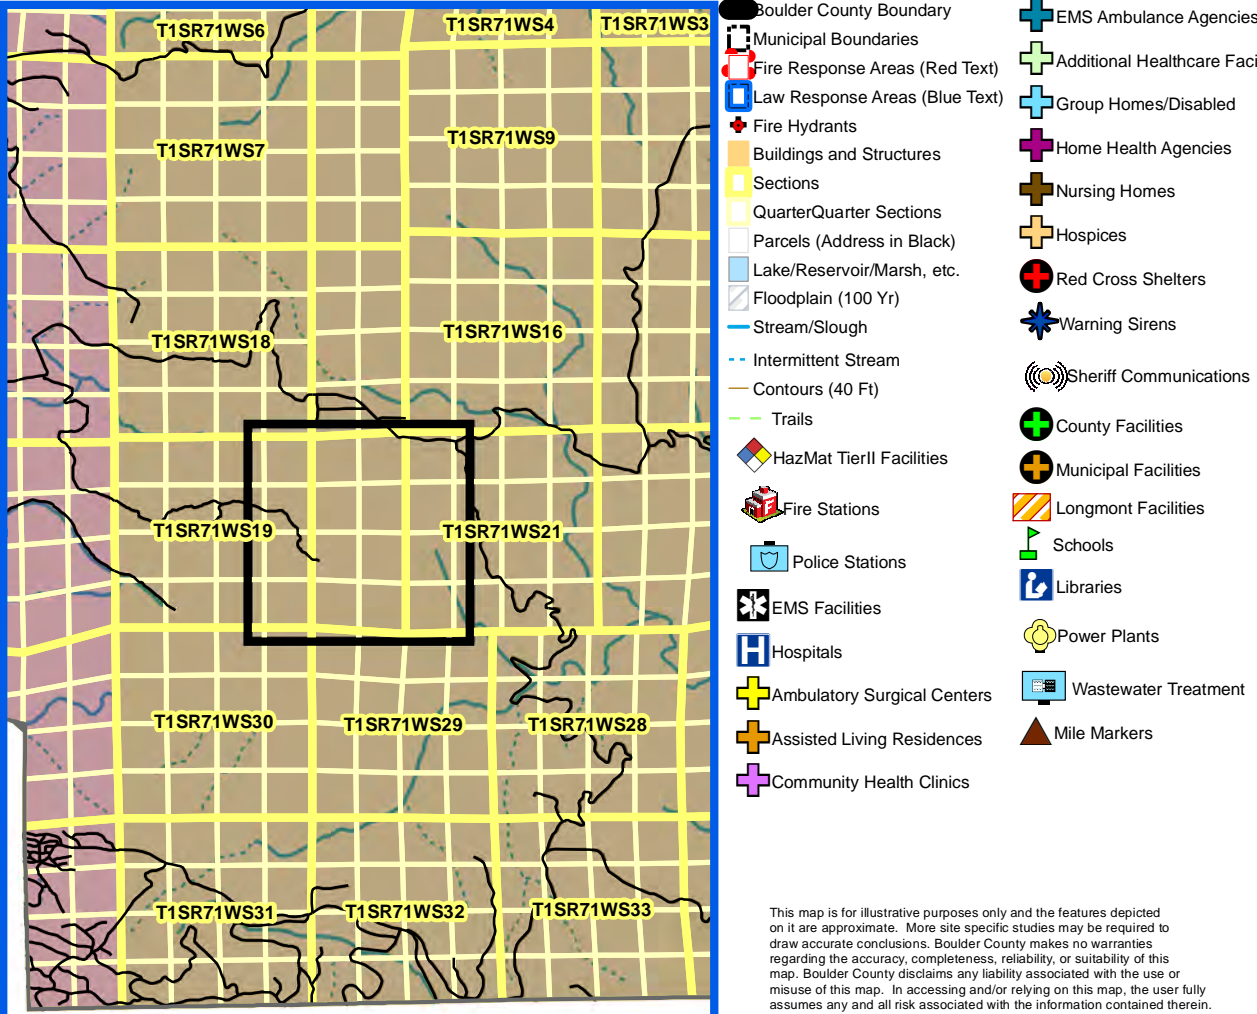 T1SR71WS6
T1SR71WS4
T1SR71WS3
T1SR71WS7
T1SR71WS9
T1SR71WS18
T1SR71WS16
T1SR71WS19
T1SR71WS21
T1SR71WS30
T1SR71WS29
T1SR71WS28
T1SR71WS31
T1SR71WS32
T1SR71WS33
Boulder County Boundary
Municipal Boundaries
Fire Response Areas (Red Text)
Law Response Areas (Blue Text)
Fire Hydrants
Buildings and Structures
Sections
QuarterQuarter Sections
Parcels (Address in Black)
Lake/Reservoir/Marsh, etc.
Floodplain (100 Yr)
Stream/Slough
Intermittent Stream
Contours (40 Ft)
Trails
HazMat TierII Facilities
Fire Stations
Police Stations
EMS Facilities
H Hospitals
Ambulatory Surgical Centers
Assisted Living Residences
Community Health Clinics
EMS Ambulance Agencies
Additional Healthcare Faci
Group Homes/Disabled
Home Health Agencies
Nursing Homes
Hospices
Red Cross Shelters
Warning Sirens
Sheriff Communications
County Facilities
Municipal Facilities
Longmont Facilities
Schools
Libraries
Power Plants
Wastewater Treatment
Mile Markers
This map is for illustrative purposes only and the features depicted
on it are approximate. More site specific studies may be required to
draw accurate conclusions. Boulder County makes no warranties
regarding the accuracy, completeness, reliability, or suitability of this
map. Boulder County disclaims any liability associated with the use or
misuse of this map. In accessing and/or relying on this map, the user fully
assumes any and all risk associated with the information contained therein.